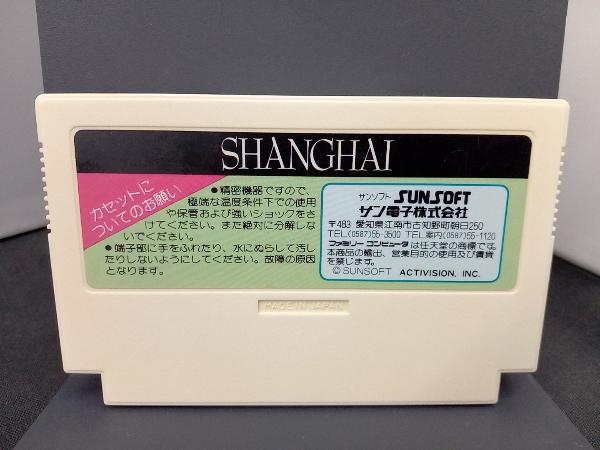 SHANGHAI
カセットに
ついてのお願い
●精密機器ですので、
極端な温度条件下での使用
や保管および強いショックをさ
けてください。また絶対に分解しな
いでください。
●端子部に手をふれたり、水にぬらして汚し
たりしないようにしてください。故障の原因
となります。
サンソフト SUNSOFT
サン電子株式会社
〒483 愛知県江南市古知野町朝日250
TEL(0587)55-3500 TEL案内(0587)55-1120
ファミリーコンピュータは任天堂の商標です。
本商品の輸出、営業目的の使用及び賃貸
を禁じます。
©SUNSOFT ACTIVISION, INC.
MADE IN JAPAN